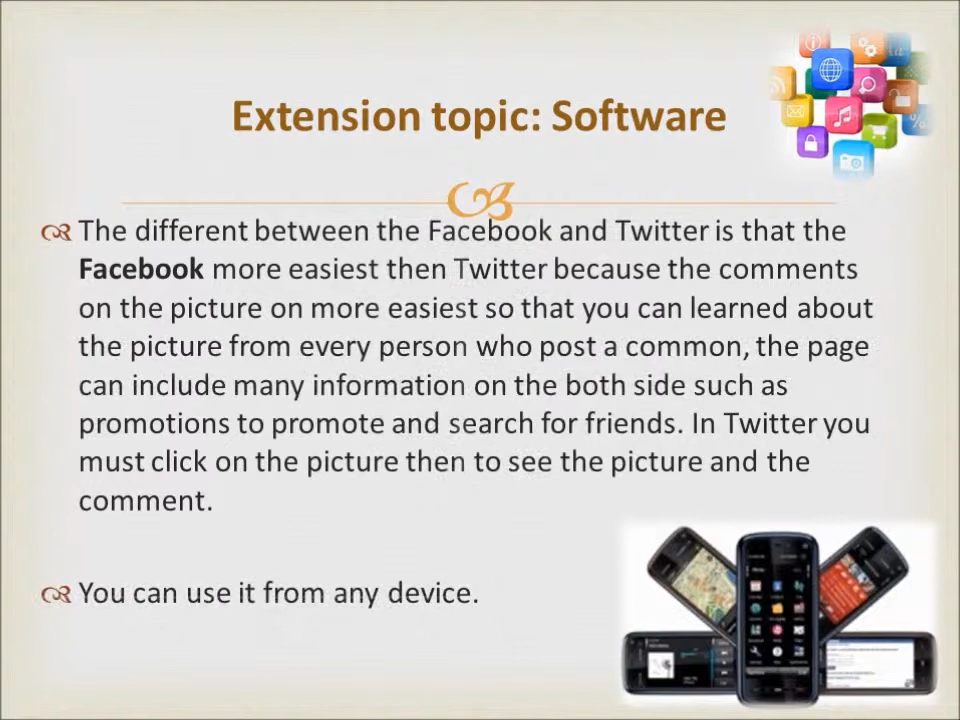 Extension topic: Software
The different between the Facebook and Twitter is that the
Facebook more easiest then Twitter because the comments
on the picture on more easiest so that you can learned about
the picture from every person who post a common, the page
can include many information on the both side such as
promotions to promote and search for friends. In Twitter you
must click on the picture then to see the picture and the
comment.
You can use it from any device.